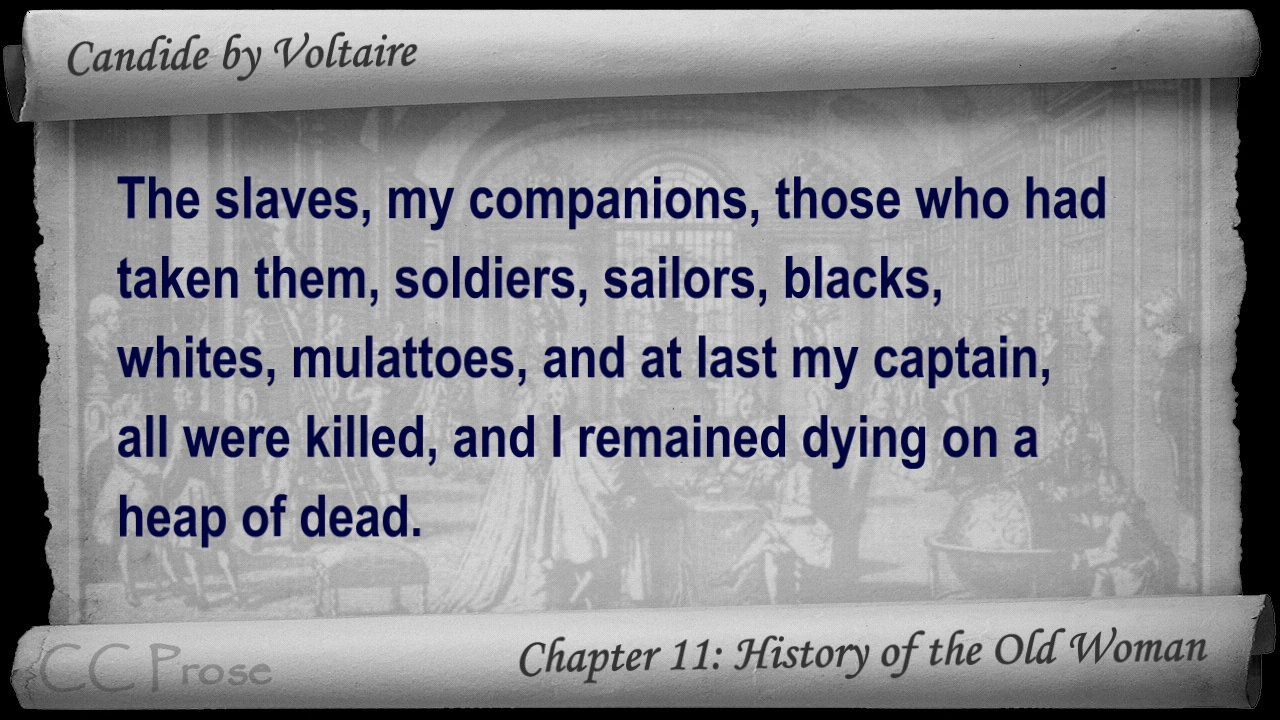 Candide by Voltaire
The slaves, my companions, those who had
taken them, soldiers, sailors, blacks,
whites, mulattoes, and at last my captain,
all were killed, and I remained dying on a
heap of dead.
CC Prose
Chapter 11: History of the Old Woman